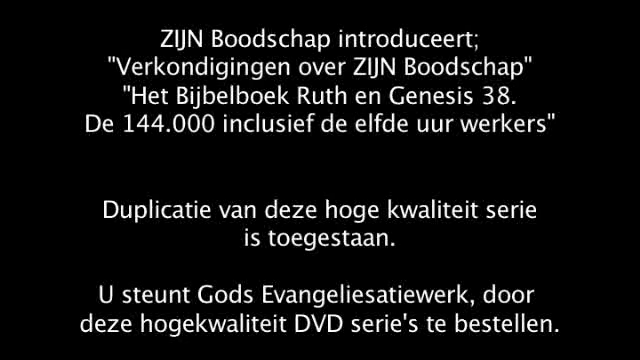 ZIJN Boodschap introduceert;
"Verkondigingen over ZIJN Boodschap"
"Het Bijbelboek Ruth en Genesis 38.
De 144.000 inclusief de elfde uur werkers"
Duplicatie van deze hoge kwaliteit serie
is toegestaan.
U steunt Gods Evangeliesatiewerk, door
deze hogekwaliteit DVD serie's te bestellen.